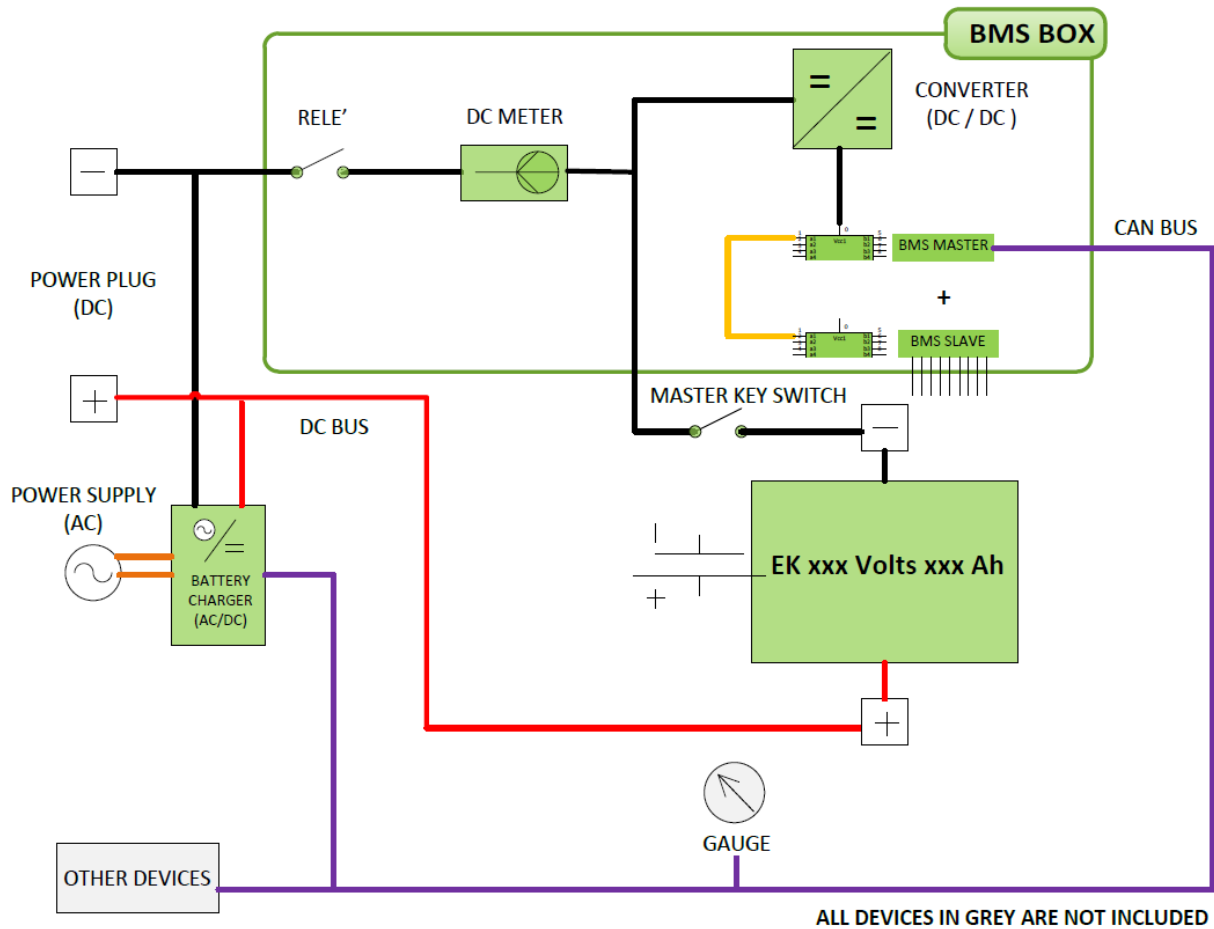 BMS BOX
CONVERTER
(DC / DC )
RELE’
DC METER
CAN BUS
BMS MASTER
POWER PLUG
(DC)
+
BMS SLAVE
MASTER KEY SWITCH
DC BUS
POWER SUPPLY
(AC)
EK xxx Volts xxx Ah
BATTERY
CHARGER
(AC/DC)
GAUGE
OTHER DEVICES
ALL DEVICES IN GREY ARE NOT INCLUDED